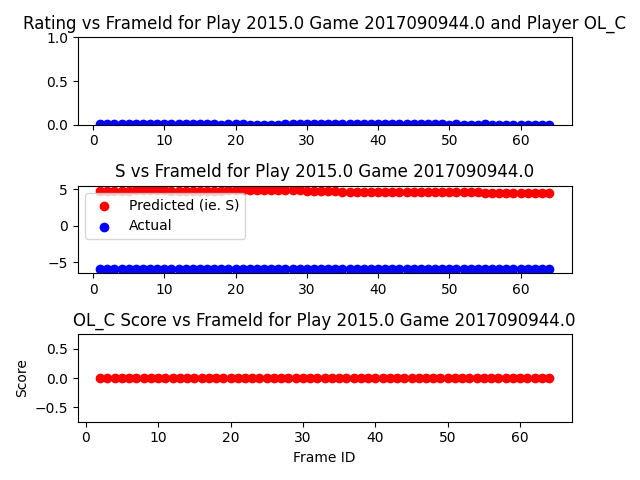 Rating vs FrameId for Play 2015.0 Game 2017090944.0 and Player OL_C
1.0
0.5
0.0
0 10 20 30 40 50 60
S vs FrameId for Play 2015.0 Game 2017090944.0
5
0
−5
Predicted (ie. S)
Actual
0 10 20 30 40 50 60
OL_C Score vs FrameId for Play 2015.0 Game 2017090944.0
Score
0.5
0.0
−0.5
0 10 20 30 40 50 60
Frame ID